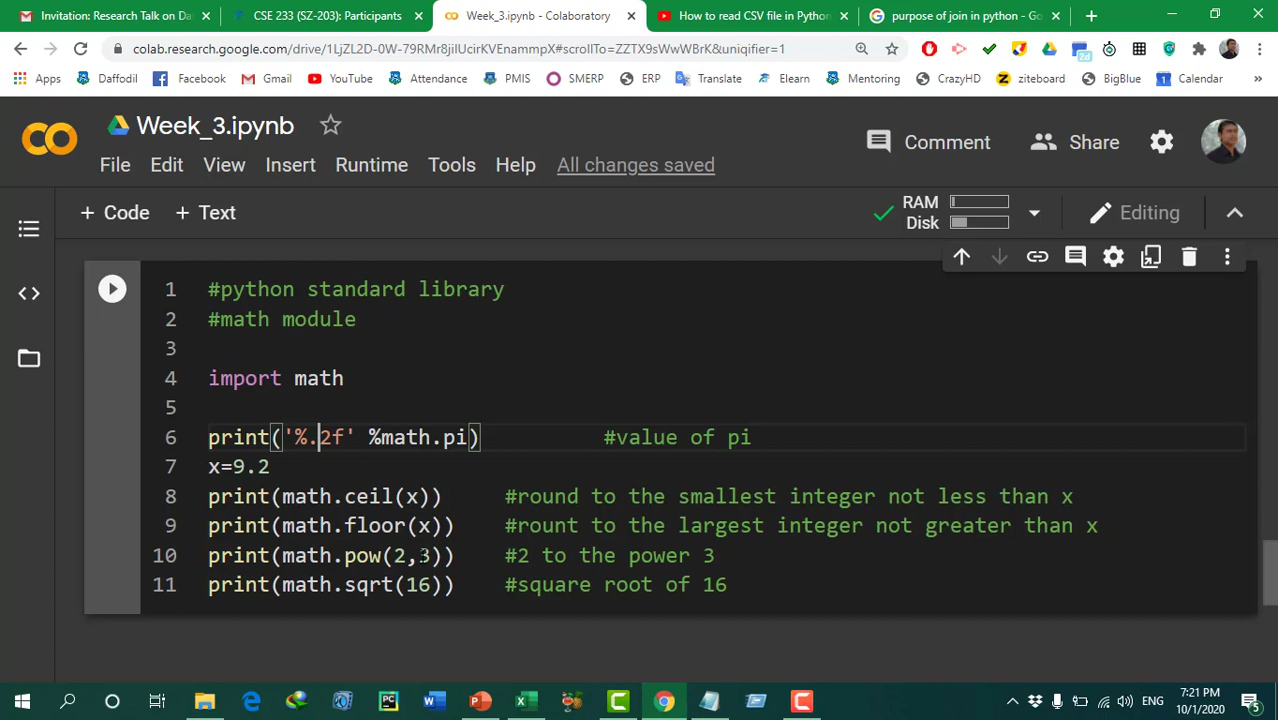 Invitation: Research Talk on Da
CSE 233 (SZ-203): Participants
Week_3.ipynb - Colaboratory
How to read CSV file in Python
purpose of join in python - Go
colab.research.google.com/drive/1LjZL2D-0W-79RMr8jiIUcirKVEnammpX#scrollTo=ZZTX9sWwWBrK&uniqifier=1
2d
Apps
Daffodil
Facebook
Gmail
YouTube
Attendance
PMIS
SMERP
ERP
Translate
Elearn
Mentoring
CrazyHD
ziteboard
BigBlue
Calendar
Week_3.ipynb
Comment
Share
File Edit View Insert Runtime Tools Help All changes saved
+ Code + Text
RAM
Disk
Editing
1 #python standard library
2 #math module
3
4 import math
5
6 print('%.2f' %math.pi) #value of pi
7 x=9.2
8 print(math.ceil(x)) #round to the smallest integer not less than x
9 print(math.floor(x)) #rount to the largest integer not greater than x
10 print(math.pow(2,3)) #2 to the power 3
11 print(math.sqrt(16)) #square root of 16
ENG
7:21 PM
10/1/2020
5